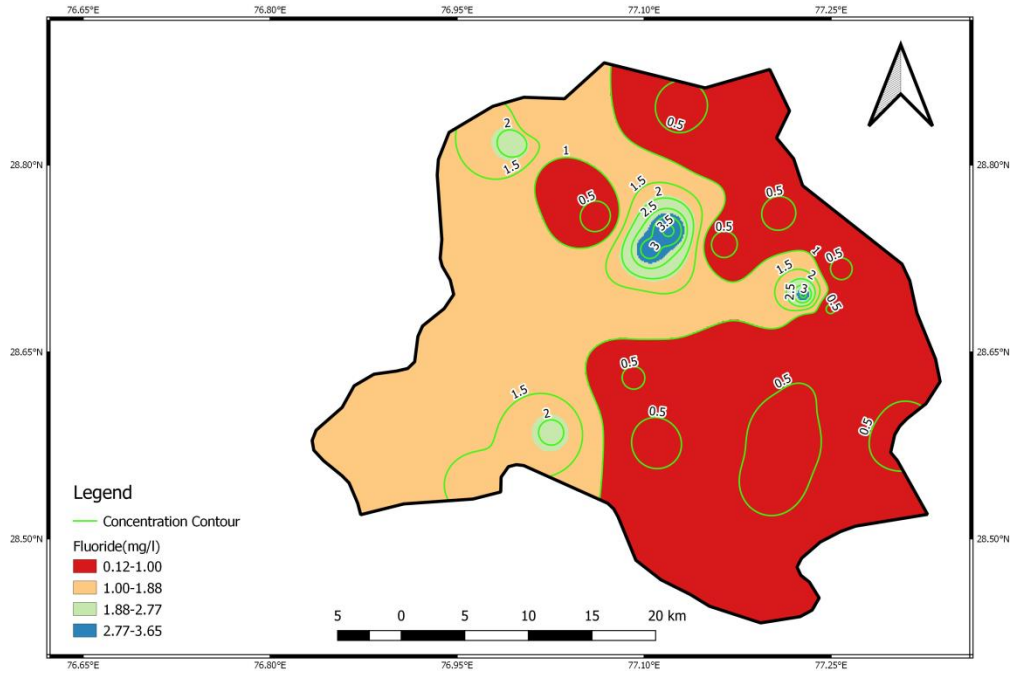 76.65°E 76.80°E 76.95°E 77.10°E 77.25°E
0.5
2
28.80°N 28.80°N
1.5 1
1.5 2
0.5 2.5 0.5
3.5 0.5
3 1 0.5
1.5 2
2.5 3
0.5
28.65°N 28.65°N
0.5
1.5 0.5
2 0.5 0.5
Legend
Concentration Contour
28.50°N 28.50°N
Fluoride(mg/l)
0.12-1.00
1.00-1.88
1.88-2.77
2.77-3.65
5 0 5 10 15 20 km
76.65°E 76.80°E 76.95°E 77.10°E 77.25°E